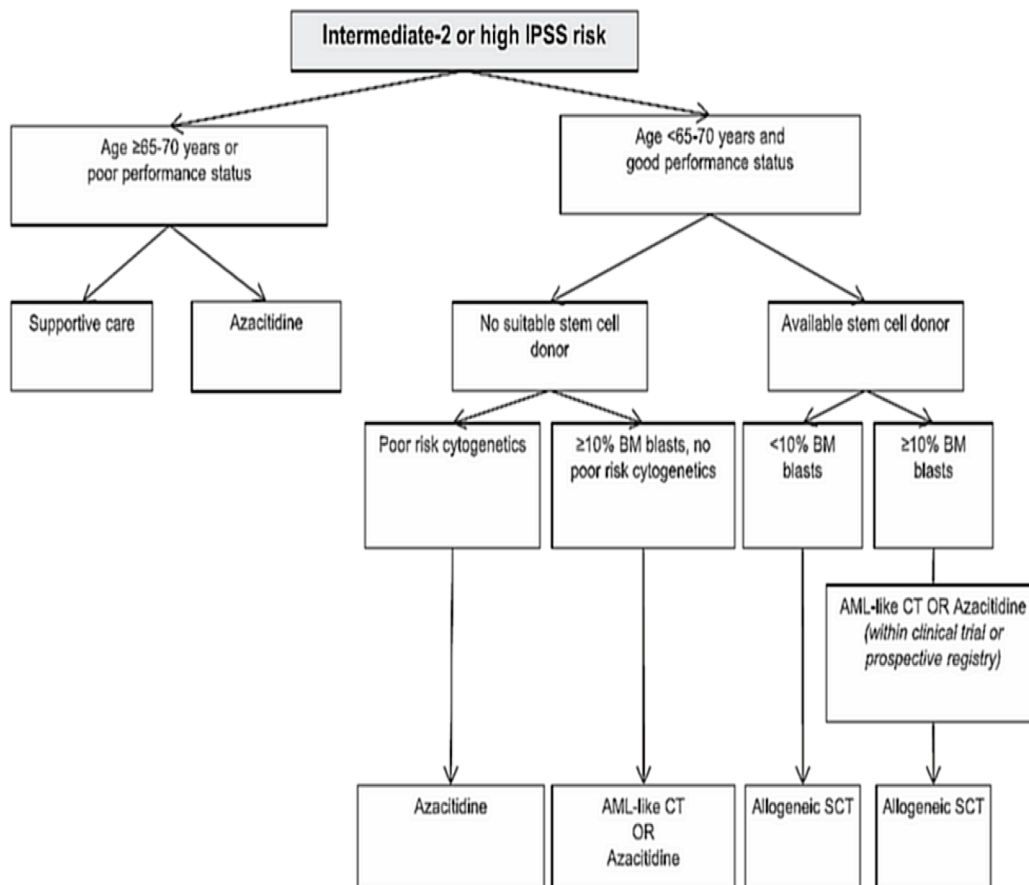 Intermediate-2 or high IPSS risk
Age ≥65-70 years or
poor performance status
Age <65-70 years and
good performance status
Supportive care
Azacitidine
No suitable stem cell
donor
Available stem cell donor
Poor risk cytogenetics
≥10% BM blasts, no
poor risk cytogenetics
<10% BM
blasts
≥10% BM
blasts
AML-like CT OR Azacitidine
(within clinical trial or
prospective registry)
Azacitidine
AML-like CT
OR
Azacitidine
Allogeneic SCT
Allogeneic SCT